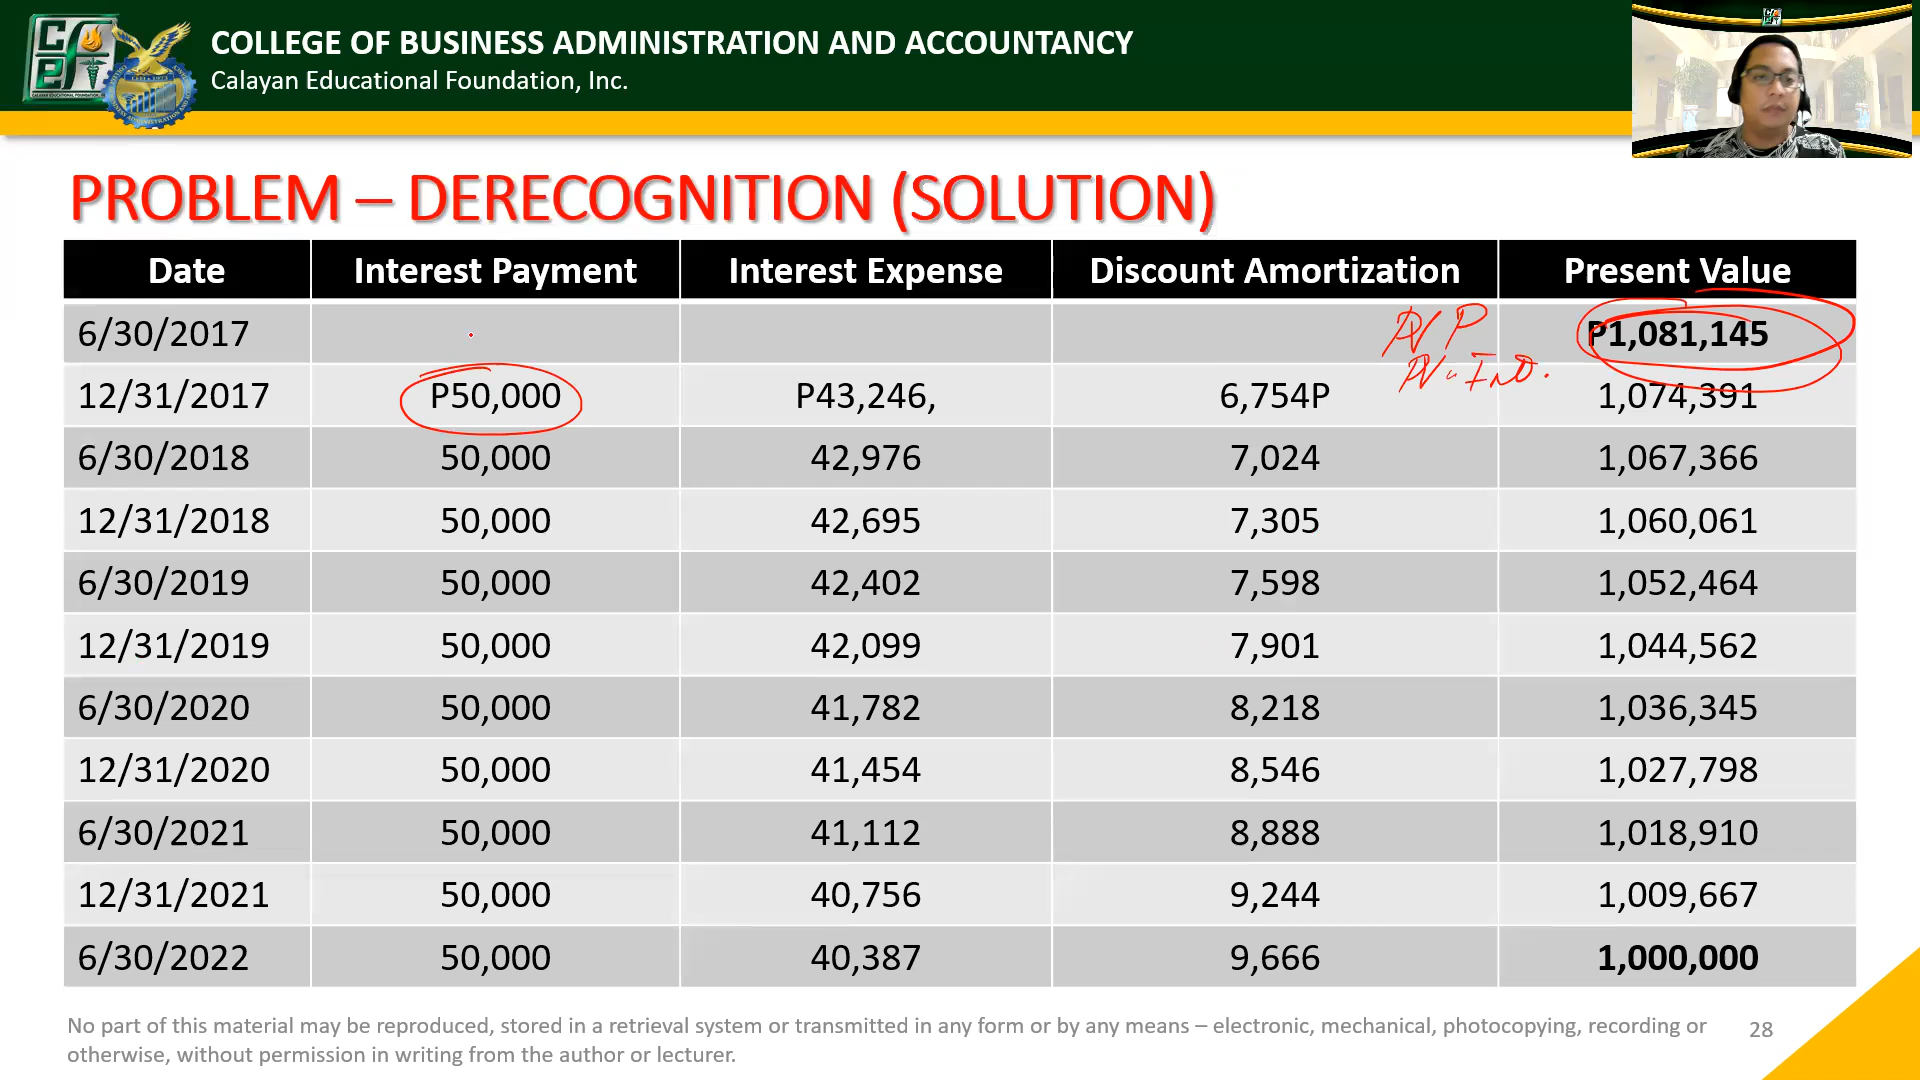 COLLEGE OF BUSINESS ADMINISTRATION AND ACCOUNTANCY
Calayan Educational Foundation, Inc.
PROBLEM – DERECOGNITION (SOLUTION)
Date Interest Payment Interest Expense Discount Amortization Present Value
6/30/2017 P1,081,145
12/31/2017 P50,000 P43,246, 6,754P 1,074,391
6/30/2018 50,000 42,976 7,024 1,067,366
12/31/2018 50,000 42,695 7,305 1,060,061
6/30/2019 50,000 42,402 7,598 1,052,464
12/31/2019 50,000 42,099 7,901 1,044,562
6/30/2020 50,000 41,782 8,218 1,036,345
12/31/2020 50,000 41,454 8,546 1,027,798
6/30/2021 50,000 41,112 8,888 1,018,910
12/31/2021 50,000 40,756 9,244 1,009,667
6/30/2022 50,000 40,387 9,666 1,000,000
No part of this material may be reproduced, stored in a retrieval system or transmitted in any form or by any means – electronic, mechanical, photocopying, recording or
otherwise, without permission in writing from the author or lecturer.
28